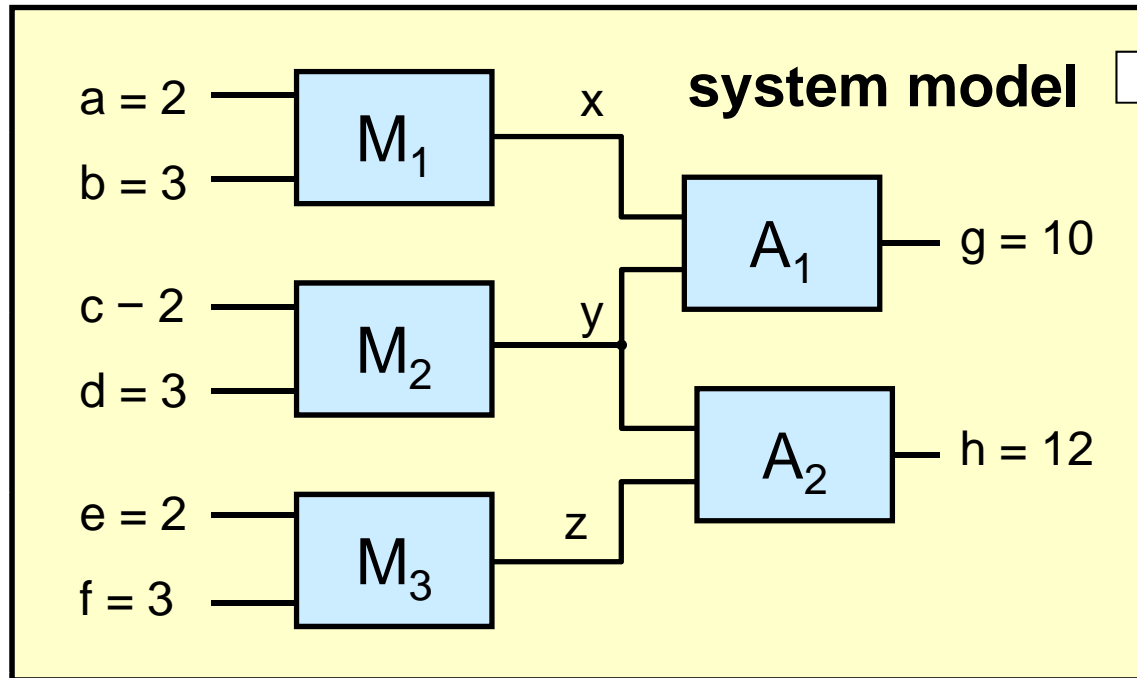 system model
a = 2
b = 3
M₁
x
A₁
g = 10
c − 2
d = 3
M₂
y
A₂
h = 12
e = 2
f = 3
M₃
z